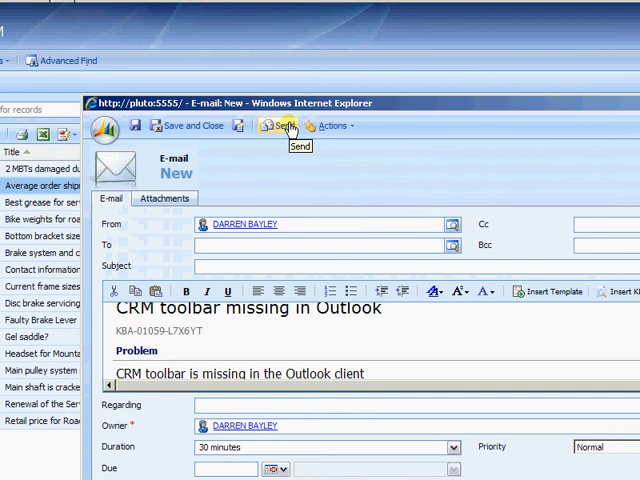 M
s
Advanced Find
for records
http://pluto:5555/ - E-mail: New - Windows Internet Explorer
Save and Close
Send
Actions
Send
Title
E-mail
New
2 MBTs damaged du
Average order ship
Best grease for ser
Bike weights for roa
Bottom bracket size
Brake system and c
Contact information
Current frame sizes
Disc brake servicing
Faulty Brake Lever
Gel saddle?
Headset for Mounta
Main pulley system
Main shaft is cracke
Renewal of the Serv
Retail price for Road
E-mail
Attachments
From
DARREN BAYLEY
Cc
To
Bcc
Subject
B I U
A A A
Insert Template
Insert K
CRM toolbar missing in Outlook
KBA-01059-L7X6YT
Problem
CRM toolbar is missing in the Outlook client
Regarding
Owner *
DARREN BAYLEY
Duration
30 minutes
Priority
Normal
Due